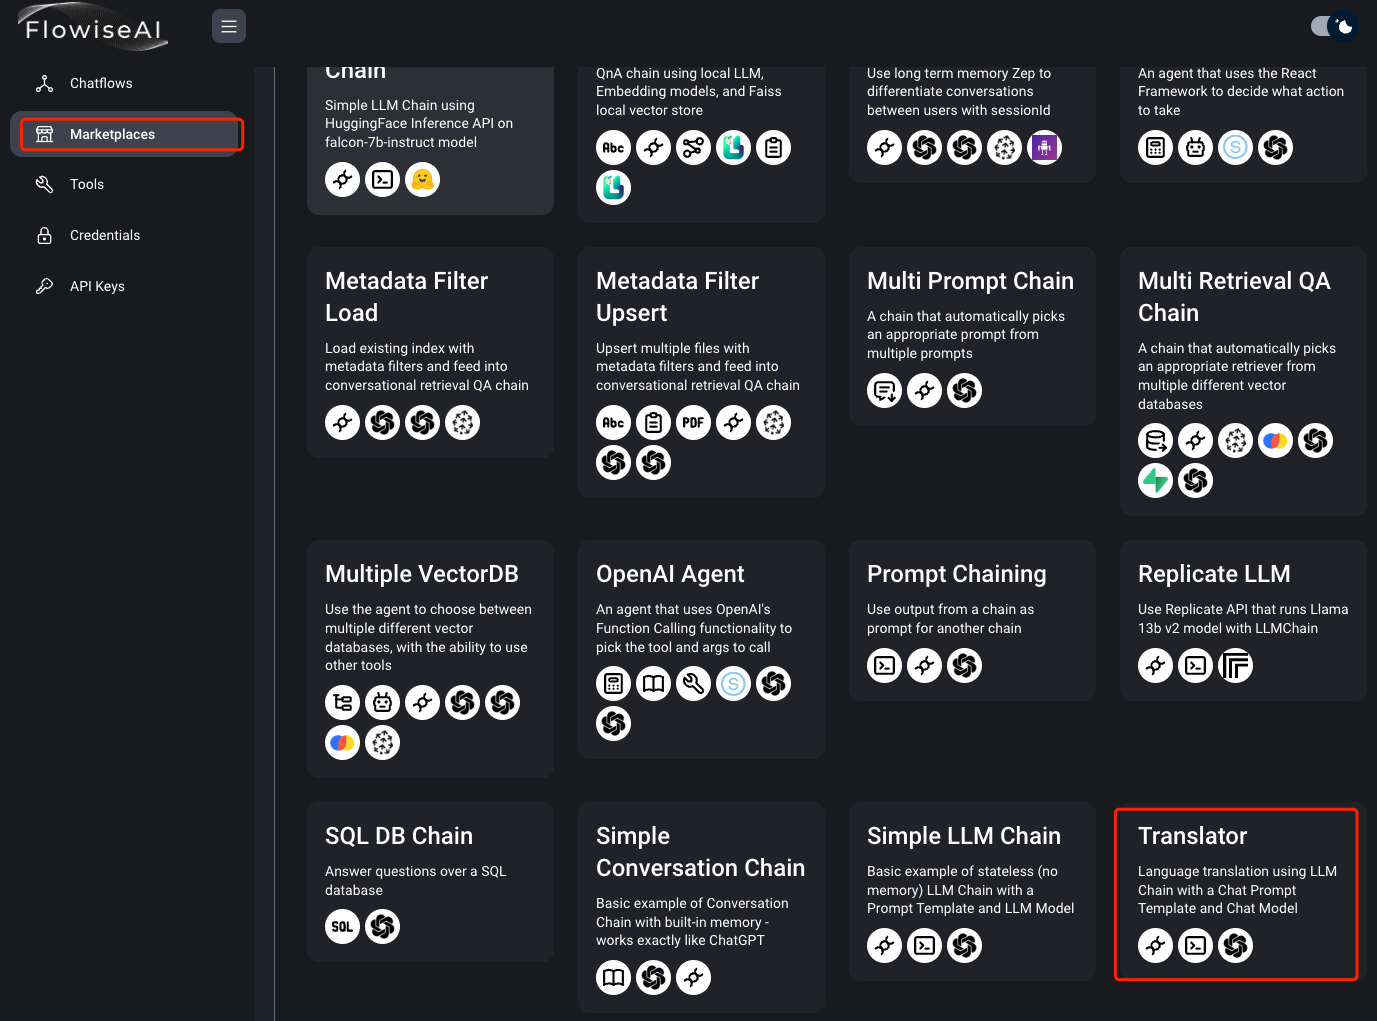 FlowiseAI
Chatflows
Marketplaces
Tools
Credentials
API Keys
Chain
Simple LLM Chain using
HuggingFace Inference API on
falcon-7b-instruct model
QnA chain using local LLM,
Embedding models, and Faiss
local vector store
Abc
Use long term memory Zep to
differentiate conversations
between users with sessionId
An agent that uses the React
Framework to decide what action
to take
S
Metadata Filter
Load
Load existing index with
metadata filters and feed into
conversational retrieval QA chain
Metadata Filter
Upsert
Upsert multiple files with
metadata filters and feed into
conversational retrieval QA chain
Abc
PDF
Multi Prompt Chain
A chain that automatically picks
an appropriate prompt from
multiple prompts
Multi Retrieval QA
Chain
A chain that automatically picks
an appropriate retriever from
multiple different vector
databases
Multiple VectorDB
Use the agent to choose between
multiple different vector
databases, with the ability to use
other tools
OpenAI Agent
An agent that uses OpenAI's
Function Calling functionality to
pick the tool and args to call
S
Prompt Chaining
Use output from a chain as
prompt for another chain
Replicate LLM
Use Replicate API that runs Llama
13b v2 model with LLMChain
SQL DB Chain
Answer questions over a SQL
database
SQL
Simple
Conversation Chain
Basic example of Conversation
Chain with built-in memory -
works exactly like ChatGPT
Simple LLM Chain
Basic example of stateless (no
memory) LLM Chain with a
Prompt Template and LLM Model
Translator
Language translation using LLM
Chain with a Chat Prompt
Template and Chat Model